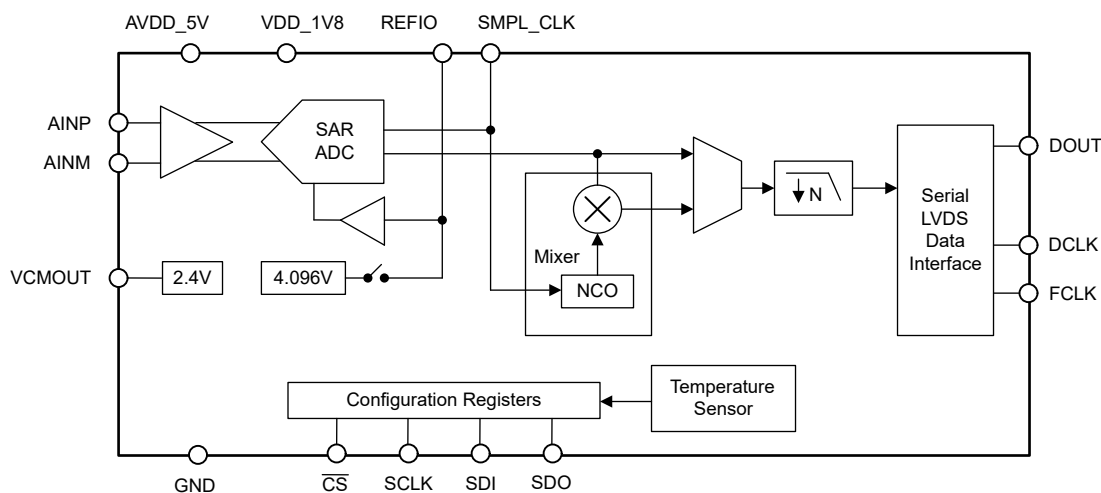 AVDD_5V
VDD_1V8
REFIO
SMPL_CLK
AINP
AINM
SAR
ADC
N
Serial
LVDS
Data
Interface
DOUT
DCLK
FCLK
Mixer
NCO
VCMOUT
2.4V
4.096V
Configuration Registers
Temperature
Sensor
GND
C̅S̅
SCLK
SDI
SDO